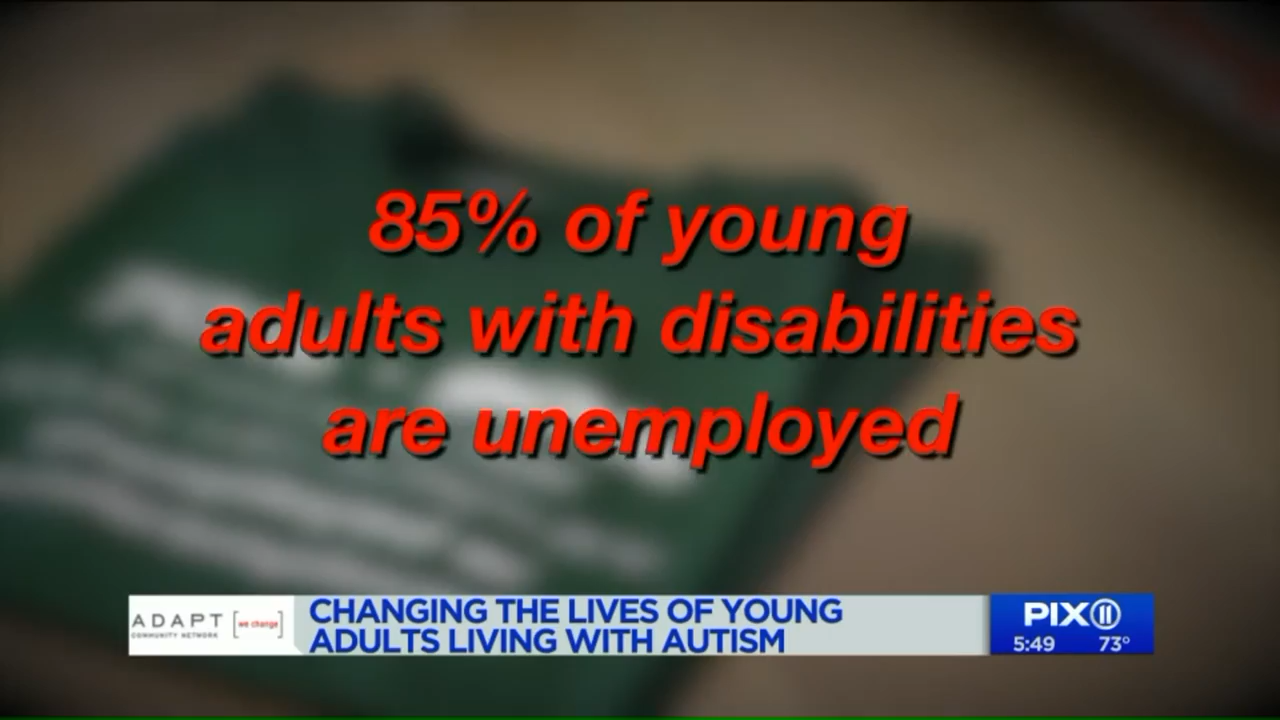 85% of young
adults with disabilities
are unemployed
ADAPT
COMMUNITY NETWORK
[we change]
CHANGING THE LIVES OF YOUNG
ADULTS LIVING WITH AUTISM
PIX11
5:49 73°